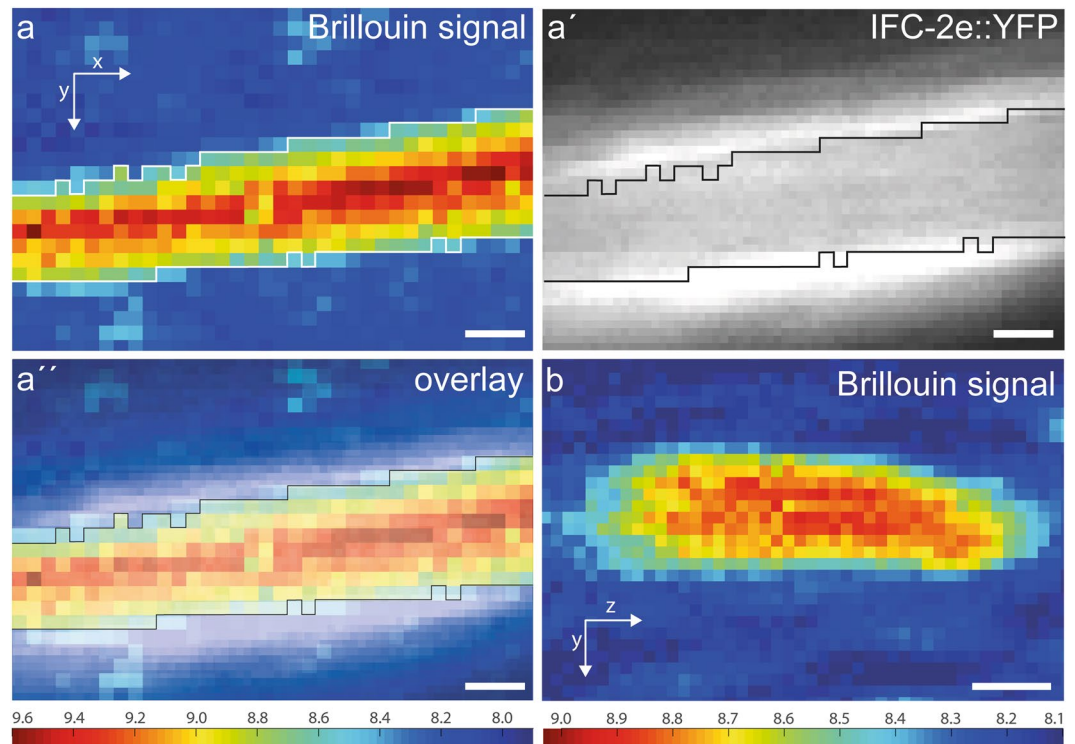 a Brillouin signal
x
y
a´ IFC-2e::YFP
a´´ overlay
b Brillouin signal
z
y
9.6 9.4 9.2 9.0 8.8 8.6 8.4 8.2 8.0
9.0 8.9 8.8 8.7 8.6 8.5 8.4 8.3 8.2 8.1